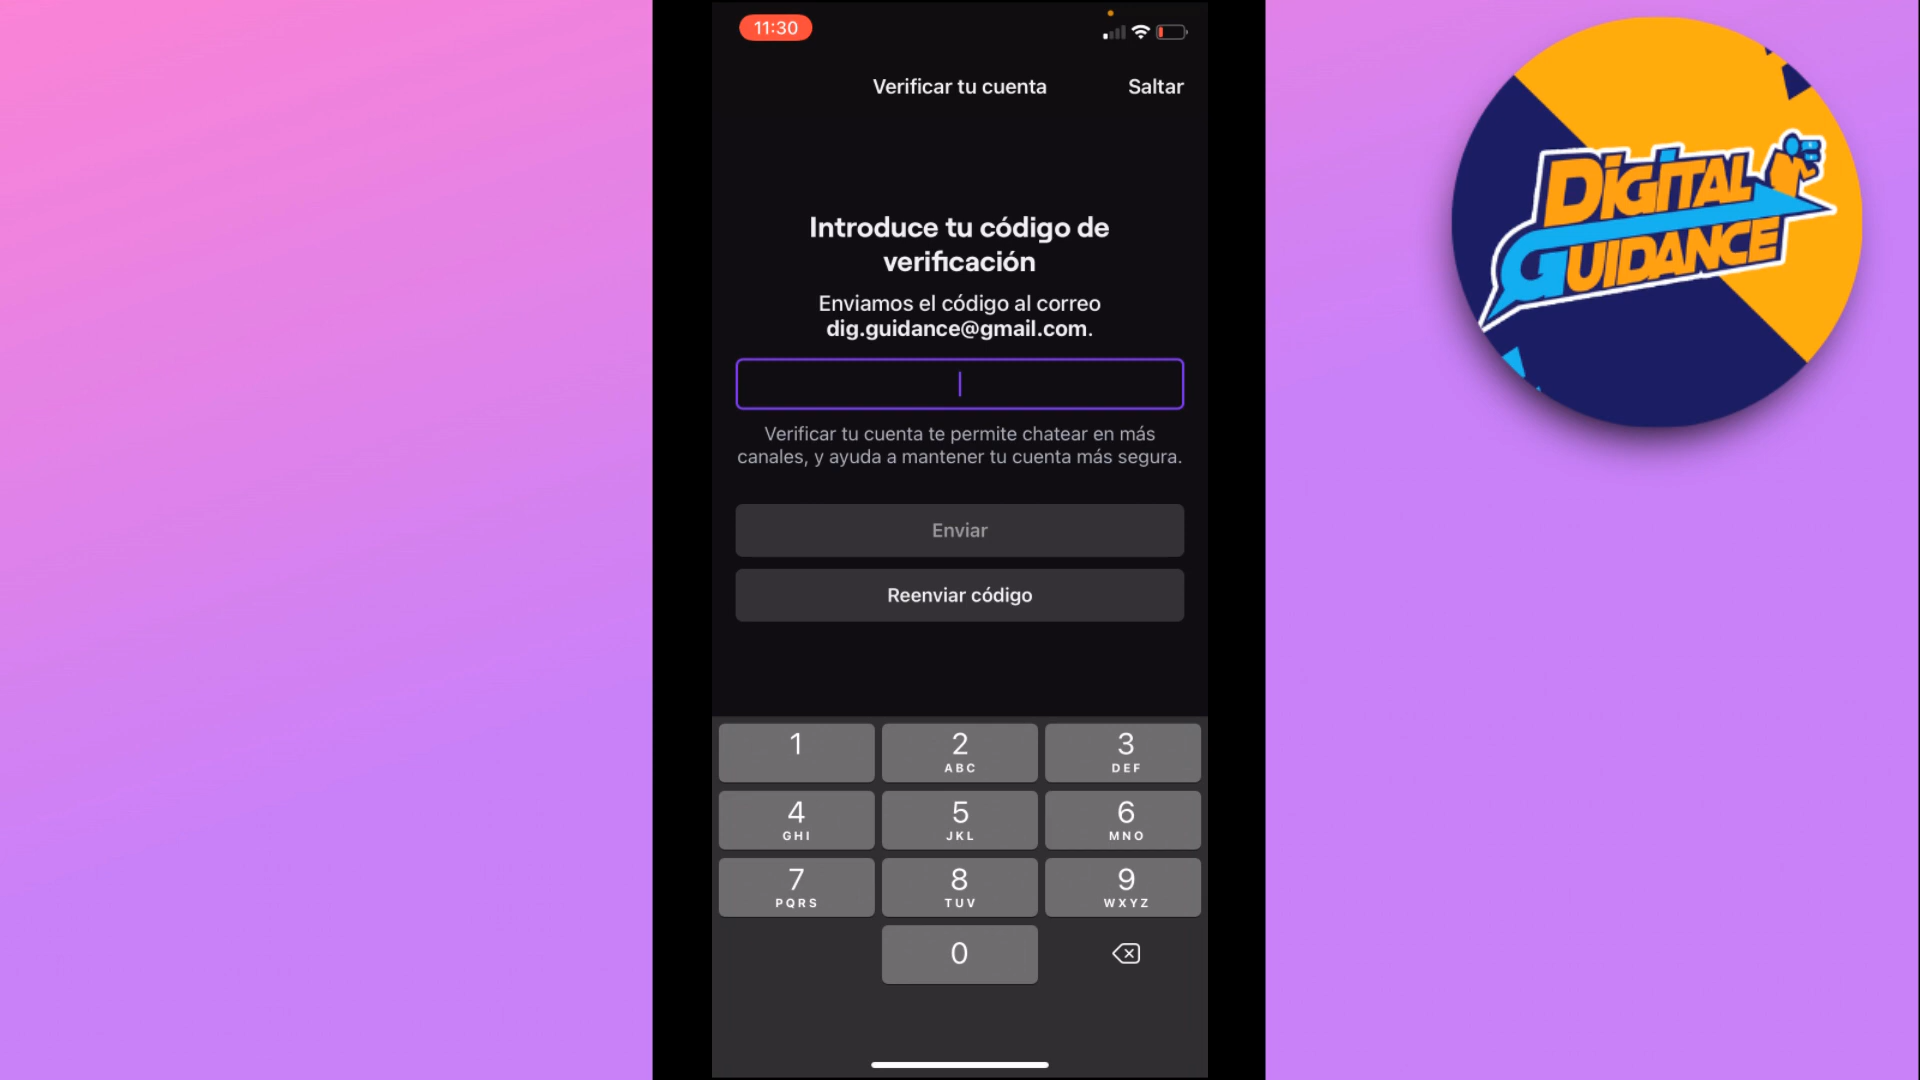 11:30
Verificar tu cuenta
Saltar
Introduce tu código de
verificación
Enviamos el código al correo
dig.guidance@gmail.com.
Verificar tu cuenta te permite chatear en más
canales, y ayuda a mantener tu cuenta más segura.
Enviar
Reenviar código
1
2
ABC
3
DEF
4
GHI
5
JKL
6
MNO
7
PQRS
8
TUV
9
WXYZ
0
DIGITAL
GUIDANCE